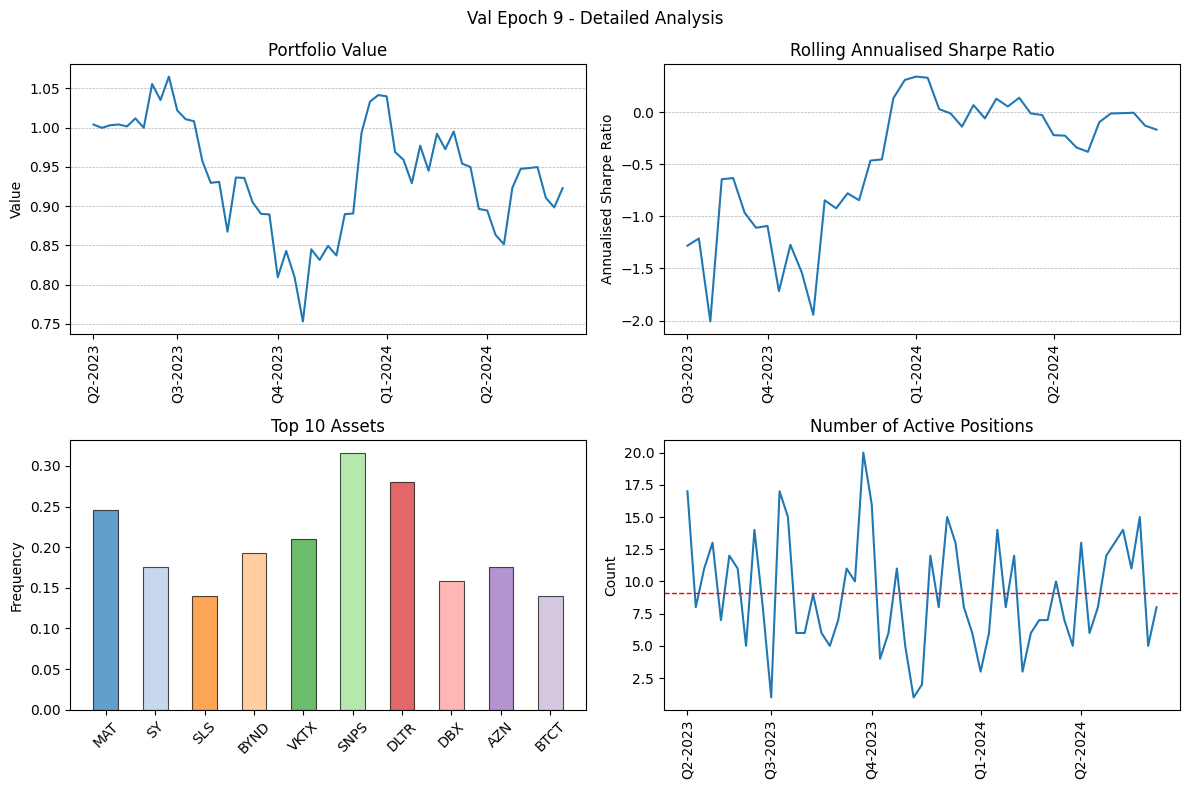 Val Epoch 9 - Detailed Analysis
Portfolio Value
Value
1.05
1.00
0.95
0.90
0.85
0.80
0.75
Q2-2023
Q3-2023
Q4-2023
Q1-2024
Q2-2024
Rolling Annualised Sharpe Ratio
Annualised Sharpe Ratio
0.0
−0.5
−1.0
−1.5
−2.0
Q3-2023
Q4-2023
Q1-2024
Q2-2024
Top 10 Assets
Frequency
0.30
0.25
0.20
0.15
0.10
0.05
0.00
MAT
SY
SLS
BYND
VKTX
SNPS
DLTR
DBX
AZN
BTCT
Number of Active Positions
Count
20.0
17.5
15.0
12.5
10.0
7.5
5.0
2.5
Q2-2023
Q3-2023
Q4-2023
Q1-2024
Q2-2024